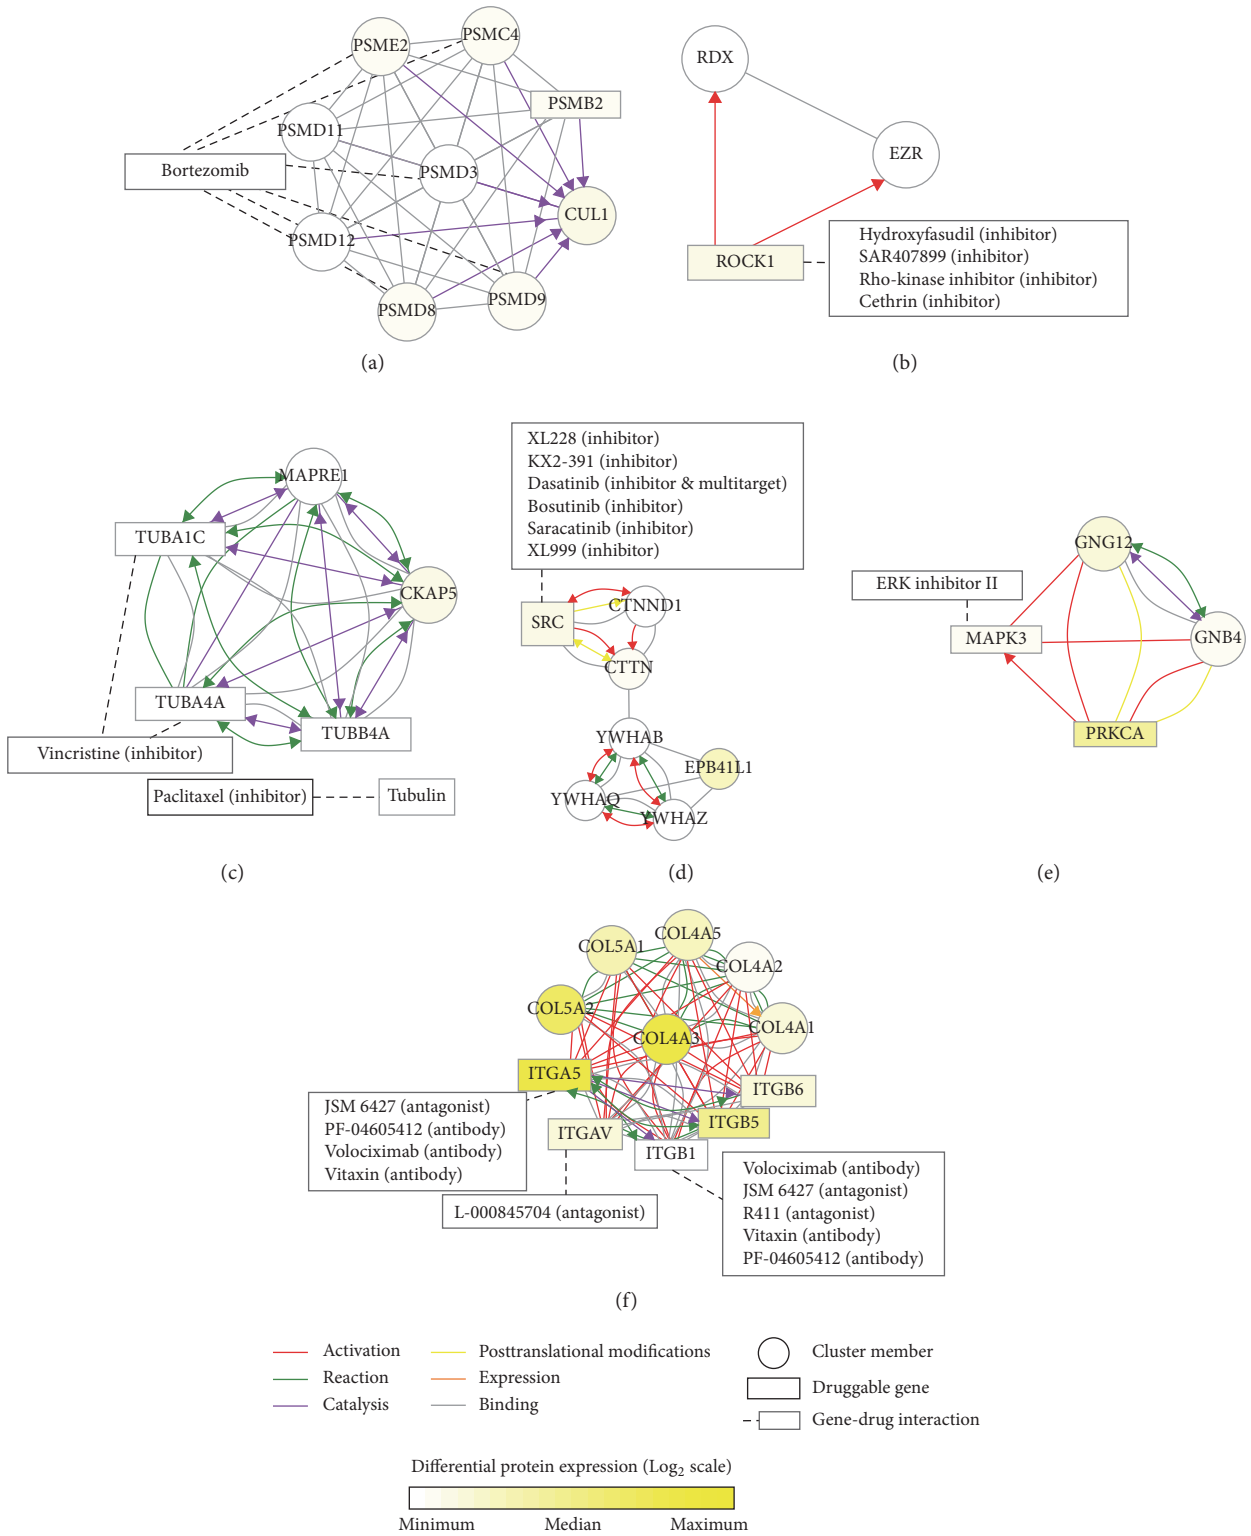 PSME2
PSMC4
PSMB2
PSMD11
Bortezomib
PSMD3
CUL1
PSMD12
PSMD8
PSMD9
(a)
RDX
EZR
ROCK1
Hydroxyfasudil (inhibitor)
SAR407899 (inhibitor)
Rho-kinase inhibitor (inhibitor)
Cethrin (inhibitor)
(b)
MAPRE1
TUBA1C
CKAP5
TUBA4A
TUBB4A
Vincristine (inhibitor)
Paclitaxel (inhibitor)
Tubulin
(c)
XL228 (inhibitor)
KX2-391 (inhibitor)
Dasatinib (inhibitor & multitarget)
Bosutinib (inhibitor)
Saracatinib (inhibitor)
XL999 (inhibitor)
CTNND1
SRC
CTTN
YWHAB
EPB41L1
YWHAQ
YWHAZ
(d)
GNG12
ERK inhibitor II
MAPK3
GNB4
PRKCA
(e)
COL4A5
COL5A1
COL4A2
COL5A2
COL4A1
COL4A3
ITGA5
ITGB6
ITGB5
ITGAV
ITGB1
JSM 6427 (antagonist)
PF-04605412 (antibody)
Volociximab (antibody)
Vitaxin (antibody)
L-000845704 (antagonist)
Volociximab (antibody)
JSM 6427 (antagonist)
R411 (antagonist)
Vitaxin (antibody)
PF-04605412 (antibody)
(f)
Activation
Reaction
Catalysis
Posttranslational modifications
Expression
Binding
Cluster member
Druggable gene
Gene-drug interaction
Differential protein expression (Log2 scale)
Minimum Median Maximum